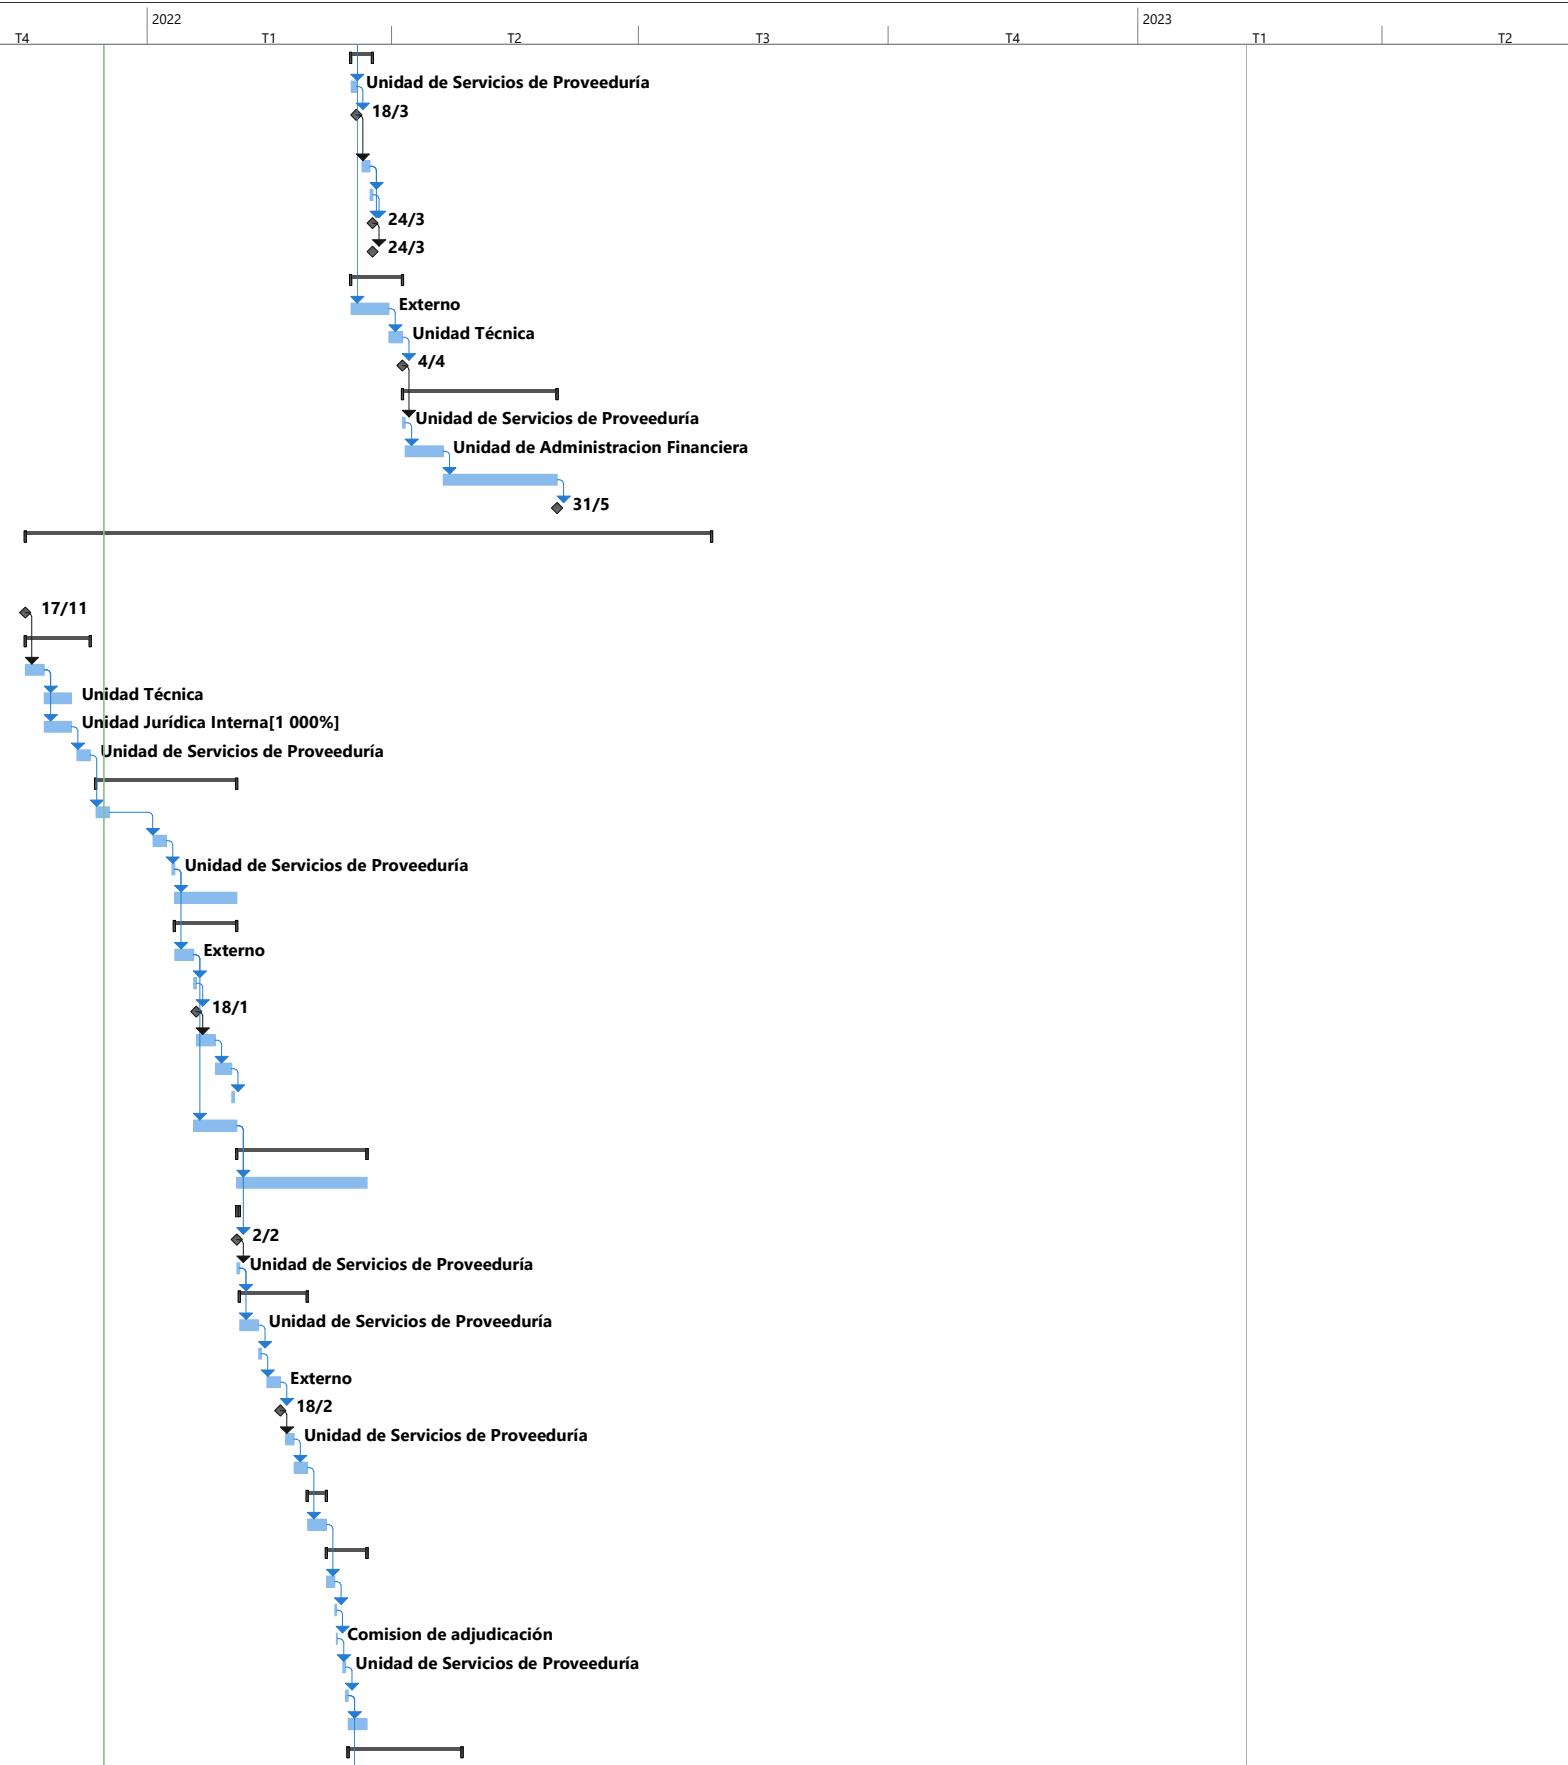 2022
2023
T4
T1
T2
T3
T4
T1
T2
Unidad de Servicios de Proveeduría
18/3
24/3
24/3
Externo
Unidad Técnica
4/4
Unidad de Servicios de Proveeduría
Unidad de Administracion Financiera
31/5
17/11
Unidad Técnica
Unidad Jurídica Interna[1 000%]
Unidad de Servicios de Proveeduría
Unidad de Servicios de Proveeduría
Externo
18/1
2/2
Unidad de Servicios de Proveeduría
Unidad de Servicios de Proveeduría
Externo
18/2
Unidad de Servicios de Proveeduría
Comision de adjudicación
Unidad de Servicios de Proveeduría